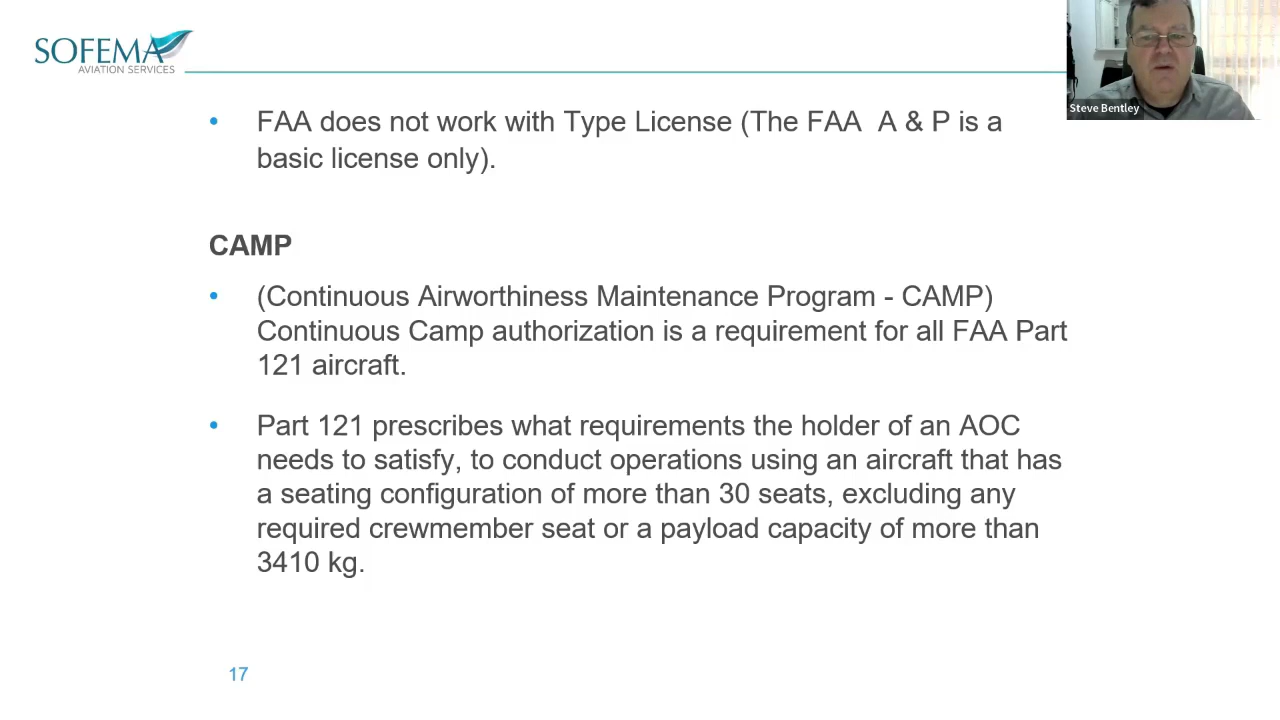 SOFEMA
AVIATION SERVICES
Steve Bentley
• FAA does not work with Type License (The FAA A & P is a
basic license only).
CAMP
• (Continuous Airworthiness Maintenance Program - CAMP)
Continuous Camp authorization is a requirement for all FAA Part
121 aircraft.
• Part 121 prescribes what requirements the holder of an AOC
needs to satisfy, to conduct operations using an aircraft that has
a seating configuration of more than 30 seats, excluding any
required crewmember seat or a payload capacity of more than
3410 kg.
17